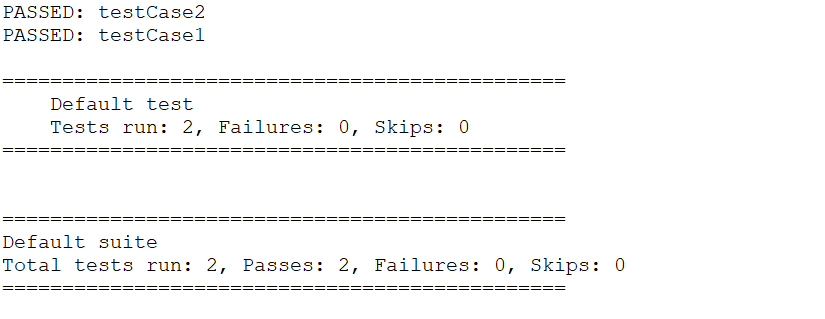 PASSED: testCase2
PASSED: testCase1
===============================================
    Default test
    Tests run: 2, Failures: 0, Skips: 0
===============================================
===============================================
Default suite
Total tests run: 2, Passes: 2, Failures: 0, Skips: 0
===============================================